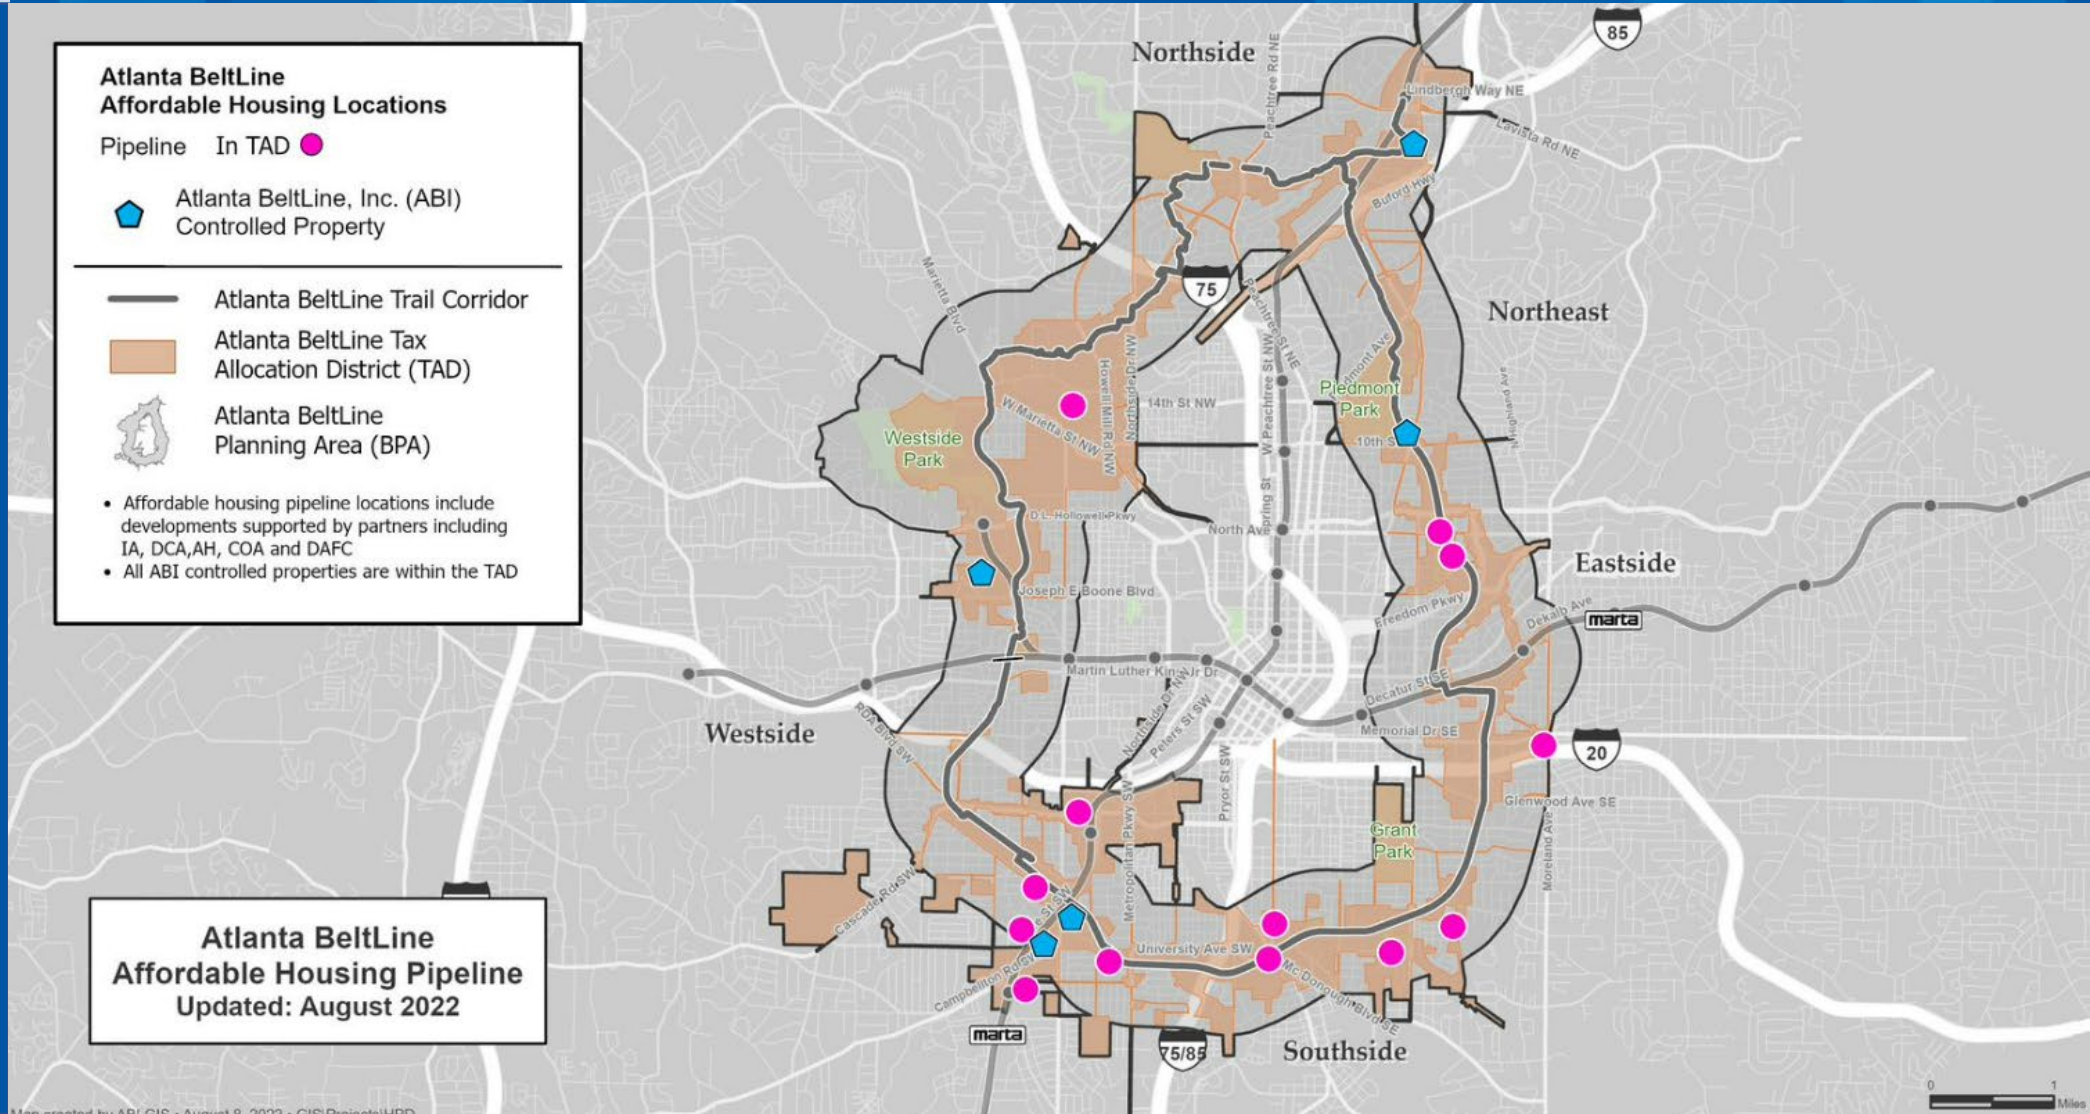 Atlanta BeltLine
Affordable Housing Locations
Pipeline In TAD
Atlanta BeltLine, Inc. (ABI)
Controlled Property
Atlanta BeltLine Trail Corridor
Atlanta BeltLine Tax
Allocation District (TAD)
Atlanta BeltLine
Planning Area (BPA)
• Affordable housing pipeline locations include
developments supported by partners including
IA, DCA,AH, COA and DAFC
• All ABI controlled properties are within the TAD
Northside
85
Peachtree Rd NE
Lindbergh Way NE
Lavista Rd NE
Buford Hwy
Marietta Blvd
75
Peachtree St NE
Northeast
Howell Mill Rd NW
Northside Dr NW
W Peachtree St NW
Piedmont
Park
14th St NW
W Marietta St NW
N Highland Ave
10th S
Westside
Park
D.L. Hollowell Pkwy
North Av
Spring St
Eastside
Joseph E Boone Blvd
Freedom Pkwy
Dekalb Ave
marta
Martin Luther King Jr Dr
Decatur St SE
Northside Dr NW
Peters St SW
Memorial Dr SE
Westside
RDA Blvd SW
20
Pryor St SW
Metropolitan Pkwy SW
Glenwood Ave SE
Grant
Park
Moreland Ave
Cascade Rd SW
University Ave SW
Campbellton Rd
Mc Donough Blvd SE
marta
75/85
Southside
Atlanta BeltLine
Affordable Housing Pipeline
Updated: August 2022
0 1
Miles